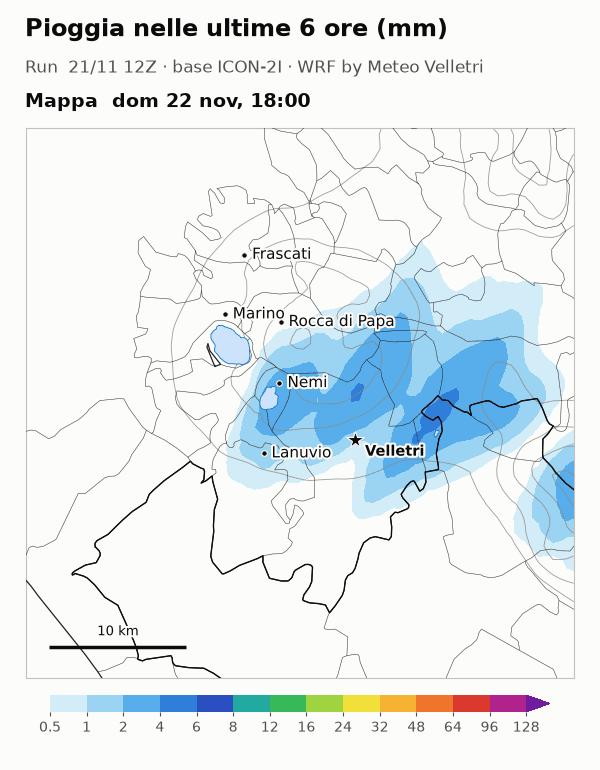 Pioggia nelle ultime 6 ore (mm)
Run 21/11 12Z · base ICON-2I · WRF by Meteo Velletri
Mappa dom 22 nov, 18:00
Frascati
Marino
Rocca di Papa
Nemi
Velletri
Lanuvio
10 km
0.5 1 2 4 6 8 12 16 24 32 48 64 96 128